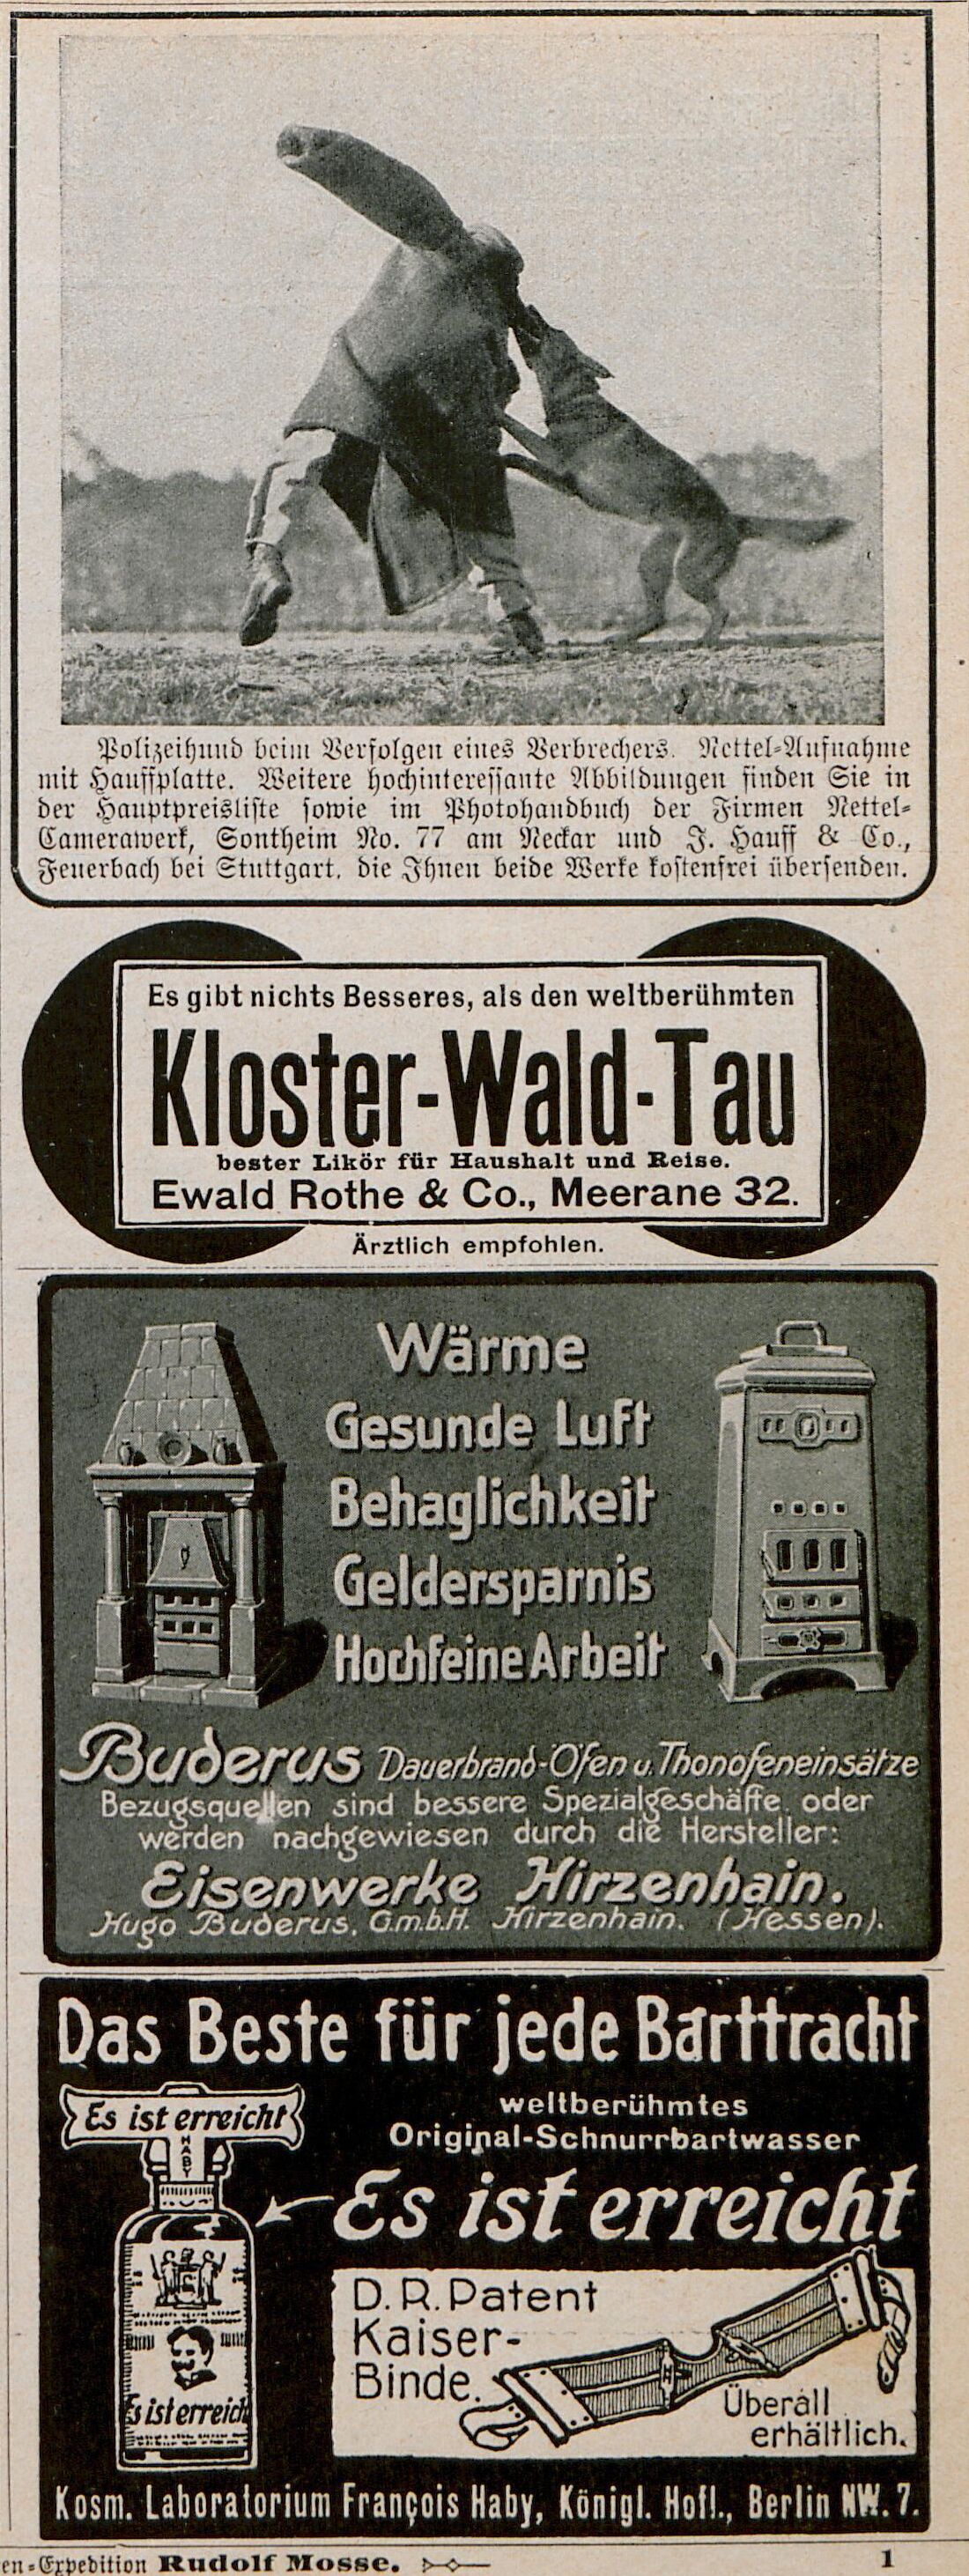 Polizeihund beim Verfolgen eines Verbrechers. Nettel-Aufnahme
mit Hauffplatte. Weitere hochinteressante Abbildungen finden Sie in
der Hauptpreisliste sowie im Photohandbuch der Firmen Nettel-
Camerawerk, Sontheim No. 77 am Neckar und J. Hauff & Co.,
Feuerbach bei Stuttgart, die Ihnen beide Werke kostenfrei übersenden.
Es gibt nichts Besseres, als den weltberühmten
Kloster-Wald-Tau
bester Likör für Haushalt und Reise.
Ewald Rothe & Co., Meerane 32.
Ärztlich empfohlen.
Wärme
Gesunde Luft
Behaglichkeit
Geldersparnis
Hochfeine Arbeit
Buderus Dauerbrand-Öfen u. Thonofeneinsätze
Bezugsquellen sind bessere Spezialgeschäfte oder
werden nachgewiesen durch die Hersteller:
Eisenwerke Hirzenhain.
Hugo Buderus, G.m.b.H. Hirzenhain. (Hessen).
Das Beste für jede Barttracht
Es ist erreicht
HABY
weltberühmtes
Original-Schnurrbartwasser
Es ist erreicht
D. R. Patent
Kaiser-
Binde.
Es ist erreich
Überall
erhältlich.
Kosm. Laboratorium François Haby, Königl. Hofl., Berlin NW. 7.
en-Expedition Rudolf Mosse. 1